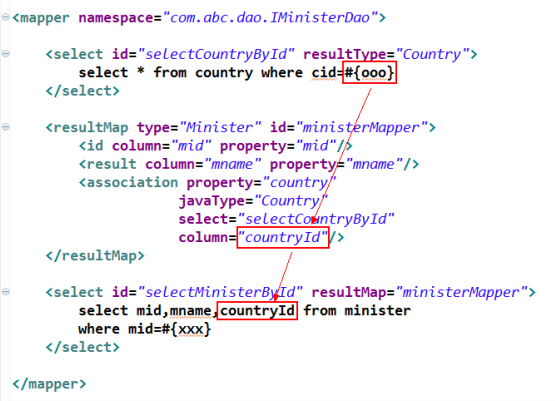 <mapper namespace="com.abc.dao.IMinisterDao">
<select id="selectCountryById" resultType="Country">
select * from country where cid=#{ooo}
</select>
<resultMap type="Minister" id="ministerMapper">
<id column="mid" property="mid"/>
<result column="mname" property="mname"/>
<association property="country"
javaType="Country"
select="selectCountryById"
column="countryId"/>
</resultMap>
<select id="selectMinisterById" resultMap="ministerMapper">
select mid,mname,countryId from minister
where mid=#{xxx}
</select>
</mapper>